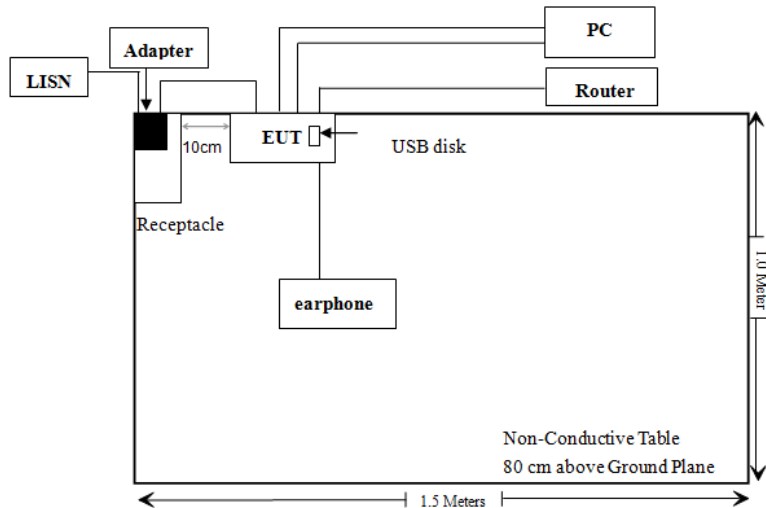 PC
Adapter
LISN
Router
10cm
EUT
USB disk
Receptacle
earphone
1.0 Meter
Non-Conductive Table
80 cm above Ground Plane
1.5 Meters